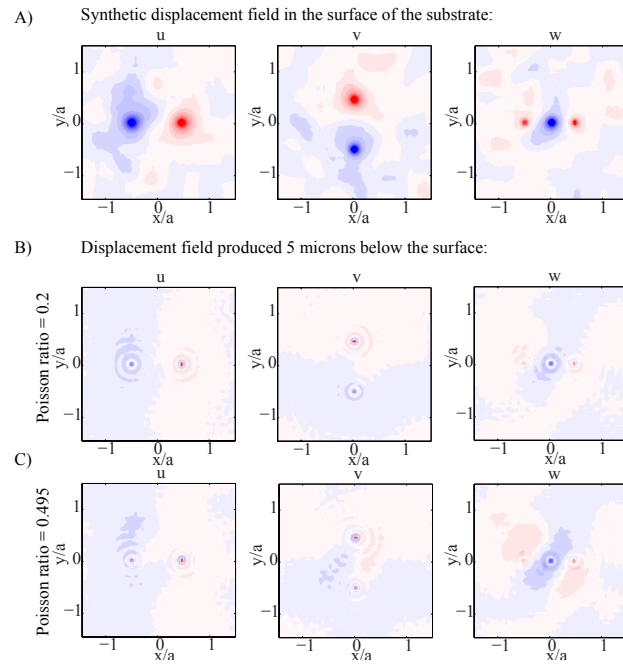 A) Synthetic displacement field in the surface of the substrate:
u v w
1
0
−1
y/a
−1 0 1
x/a
1
0
−1
y/a
−1 0 1
x/a
1
0
−1
y/a
−1 0 1
x/a
B) Displacement field produced 5 microns below the surface:
u v w
Poisson ratio = 0.2
1
0
−1
y/a
−1 0 1
x/a
1
0
−1
y/a
−1 0 1
x/a
1
0
−1
y/a
−1 0 1
x/a
C)
u v w
Poisson ratio = 0.495
1
0
−1
y/a
−1 0 1
x/a
1
0
−1
y/a
−1 0 1
x/a
1
0
−1
y/a
−1 0 1
x/a